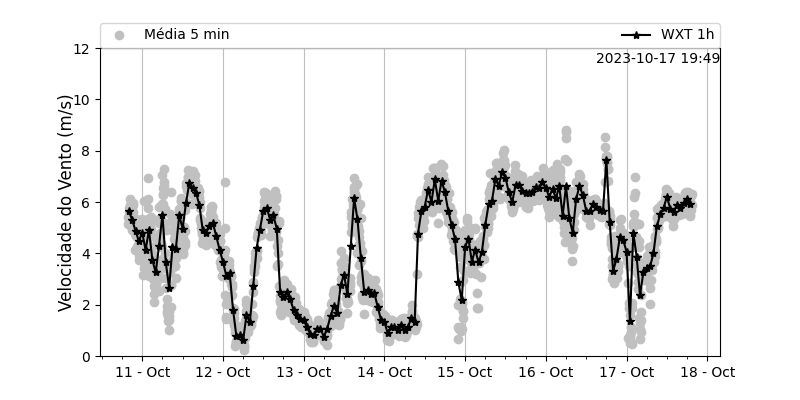 Média 5 min WXT 1h
2023-10-17 19:49
Velocidade do Vento (m/s)
12
10
8
6
4
2
0
11 - Oct 12 - Oct 13 - Oct 14 - Oct 15 - Oct 16 - Oct 17 - Oct 18 - Oct